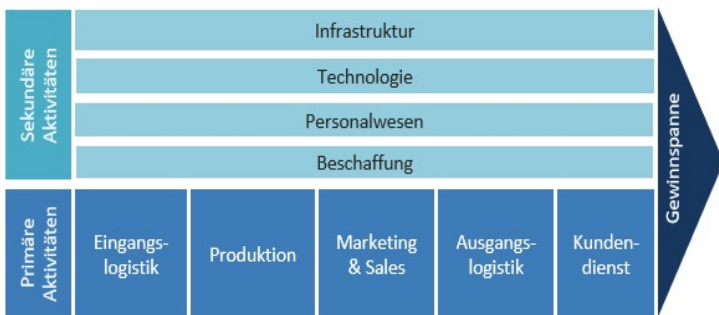 Sekundäre
Aktivitäten
Infrastruktur
Technologie
Personalwesen
Beschaffung
Primäre
Aktivitäten
Eingangs-
logistik
Produktion
Marketing
& Sales
Ausgangs-
logistik
Kunden-
dienst
Gewinnspanne